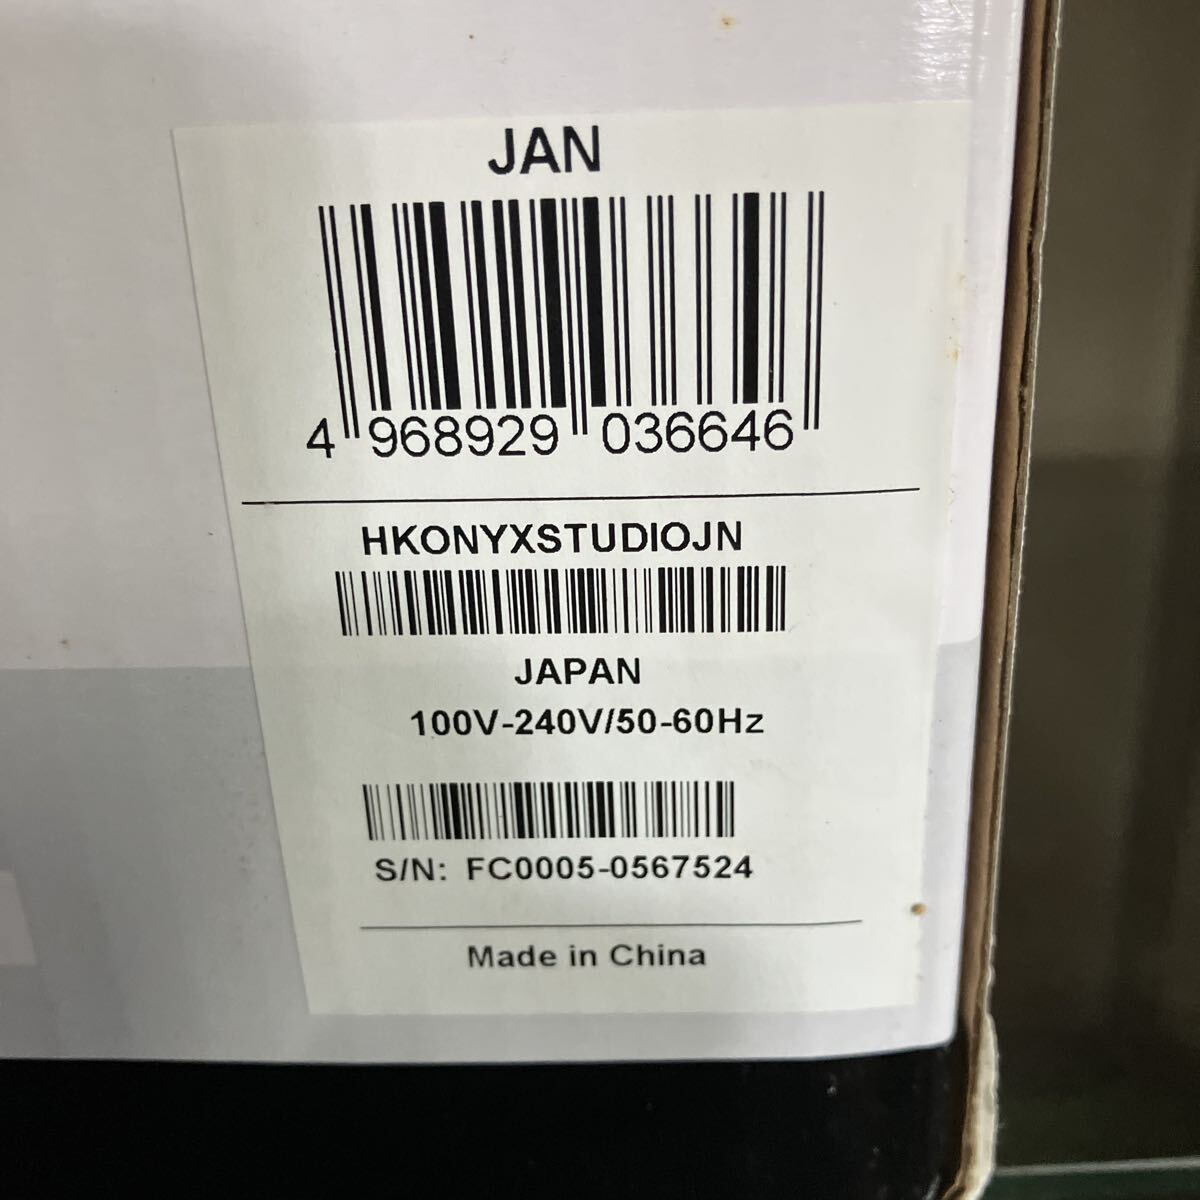 JAN
4 968929 036646
HKONYXSTUDIOJN
JAPAN
100V-240V/50-60Hz
S/N: FC0005-0567524
Made in China